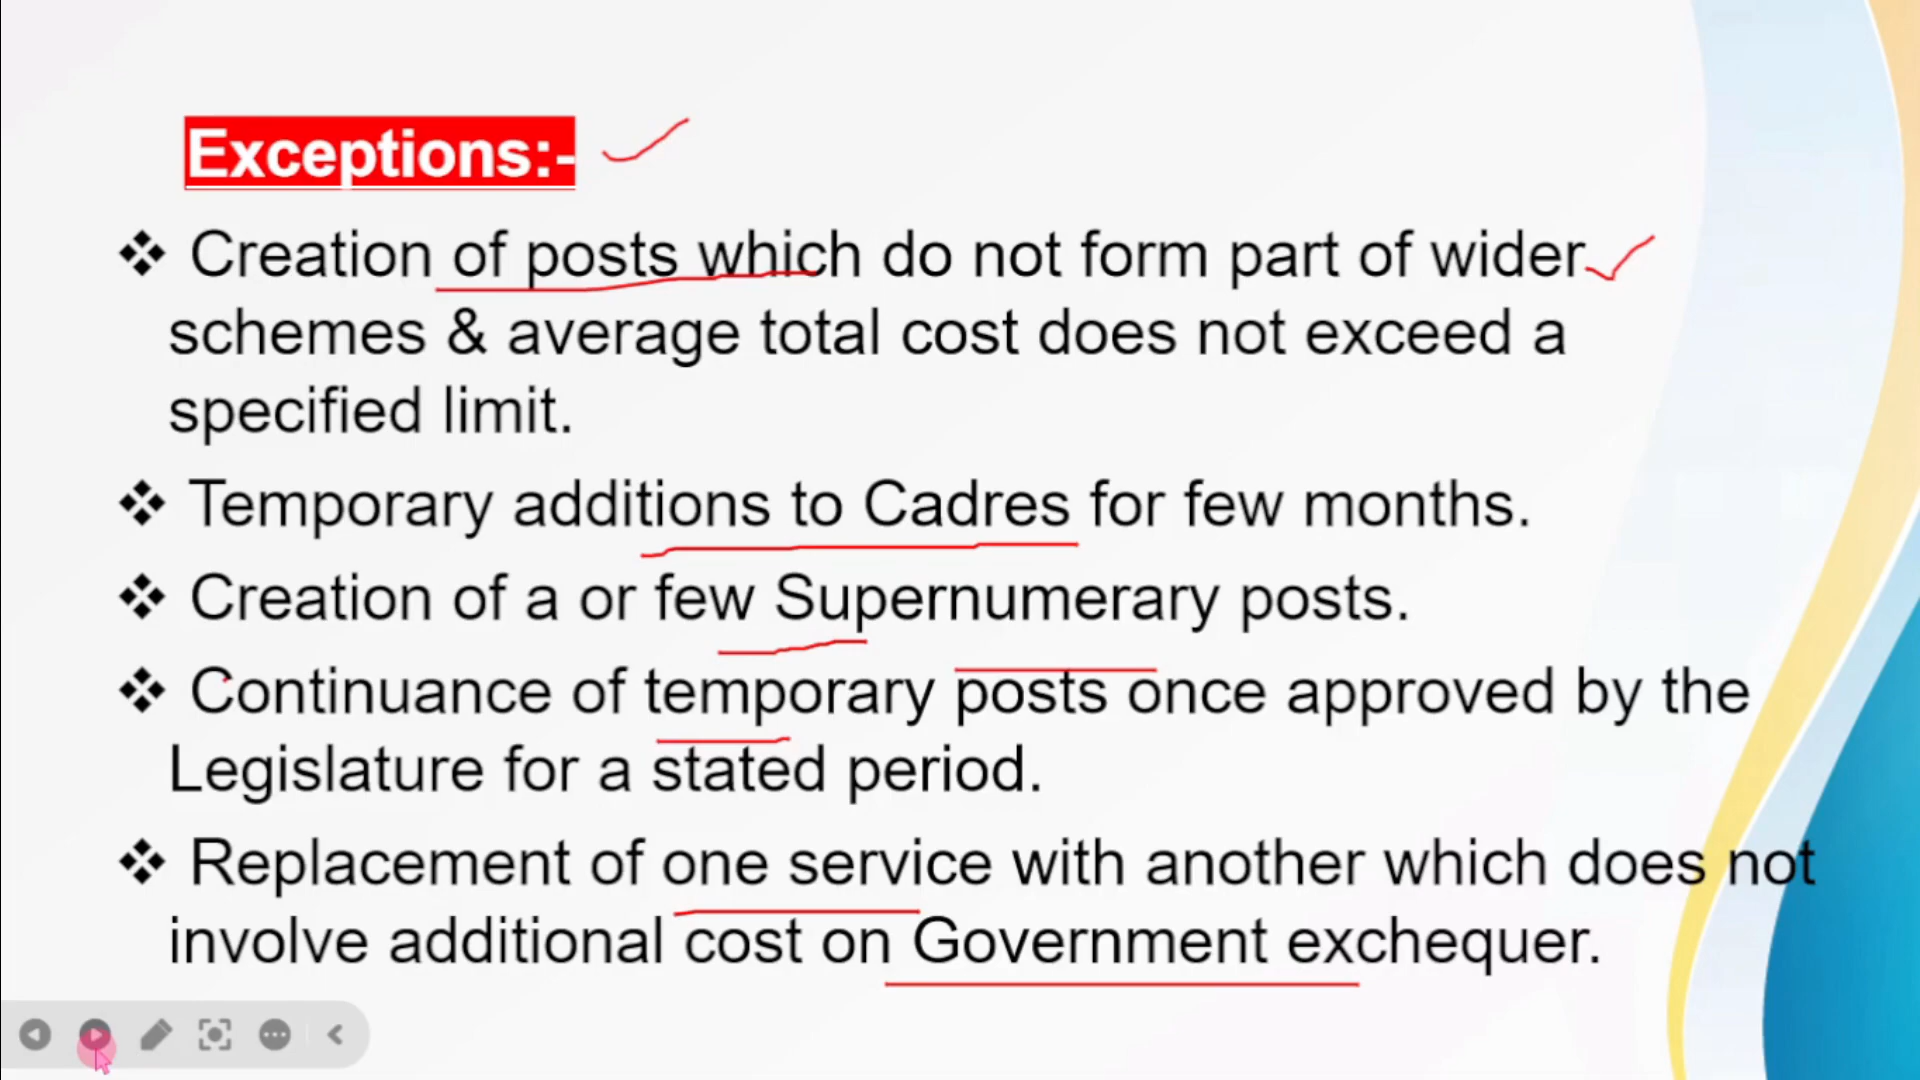 Exceptions:-
❖ Creation of posts which do not form part of wider
schemes & average total cost does not exceed a
specified limit.
❖ Temporary additions to Cadres for few months.
❖ Creation of a or few Supernumerary posts.
❖ Continuance of temporary posts once approved by the
Legislature for a stated period.
❖ Replacement of one service with another which does not
involve additional cost on Government exchequer.